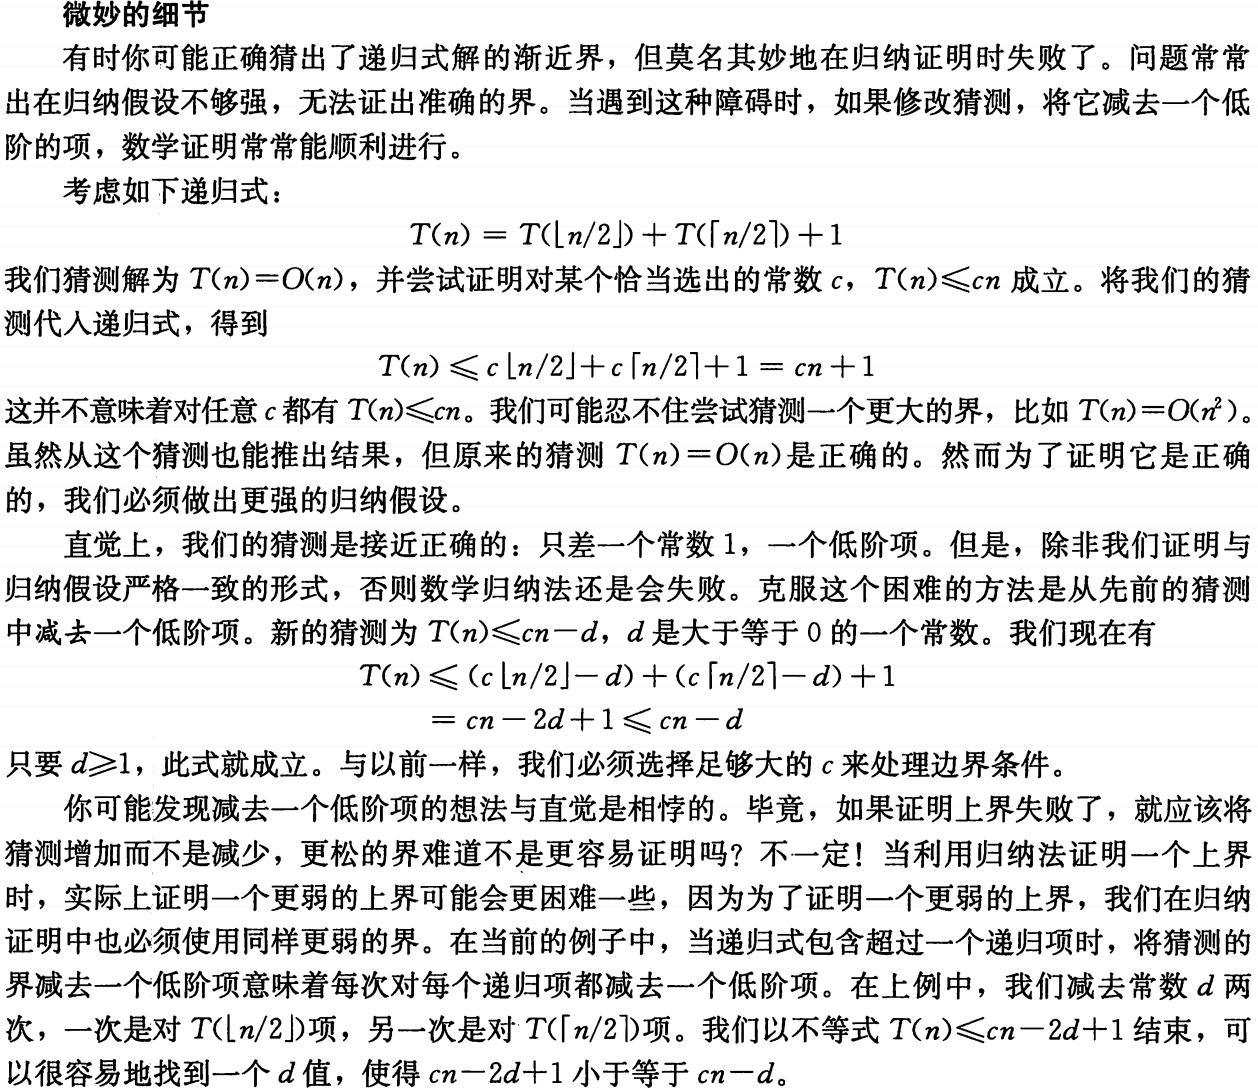 微妙的细节
有时你可能正确猜出了递归式解的渐近界，但莫名其妙地在归纳证明时失败了。问题常常
出在归纳假设不够强，无法证出准确的界。当遇到这种障碍时，如果修改猜测，将它减去一个低
阶的项，数学证明常常能顺利进行。
考虑如下递归式：
T(n) = T(⌊n/2⌋) + T(⌈n/2⌉) + 1
我们猜测解为 T(n)=O(n)，并尝试证明对某个恰当选出的常数 c，T(n)≤cn 成立。将我们的猜
测代人递归式，得到
T(n) ≤ c⌊n/2⌋ + c⌈n/2⌉ + 1 = cn + 1
这并不意味着对任意 c 都有 T(n)≤cn。我们可能忍不住尝试猜测一个更大的界，比如 T(n)=O(n²)。
虽然从这个猜测也能推出结果，但原来的猜测 T(n)=O(n)是正确的。然而为了证明它是正确
的，我们必须做出更强的归纳假设。
直觉上，我们的猜测是接近正确的：只差一个常数 1，一个低阶项。但是，除非我们证明与
归纳假设严格一致的形式，否则数学归纳法还是会失败。克服这个困难的方法是从先前的猜测
中减去一个低阶项。新的猜测为 T(n)≤cn－d，d 是大于等于 0 的一个常数。我们现在有
T(n) ≤ (c⌊n/2⌋－d) + (c⌈n/2⌉－d) + 1
= cn－2d + 1 ≤ cn－d
只要 d≥1，此式就成立。与以前一样，我们必须选择足够大的 c 来处理边界条件。
你可能发现减去一个低阶项的想法与直觉是相悖的。毕竟，如果证明上界失败了，就应该将
猜测增加而不是减少，更松的界难道不是更容易证明吗？不一定！当利用归纳法证明一个上界
时，实际上证明一个更弱的上界可能会更困难一些，因为为了证明一个更弱的上界，我们在归纳
证明中也必须使用同样更弱的界。在当前的例子中，当递归式包含超过一个递归项时，将猜测的
界减去一个低阶项意味着每次对每个递归项都减去一个低阶项。在上例中，我们减去常数 d 两
次，一次是对 T(⌊n/2⌋)项，另一次是对 T(⌈n/2⌉)项。我们以不等式 T(n)≤cn－2d+1 结束，可
以很容易地找到一个 d 值，使得 cn－2d+1 小于等于 cn－d。